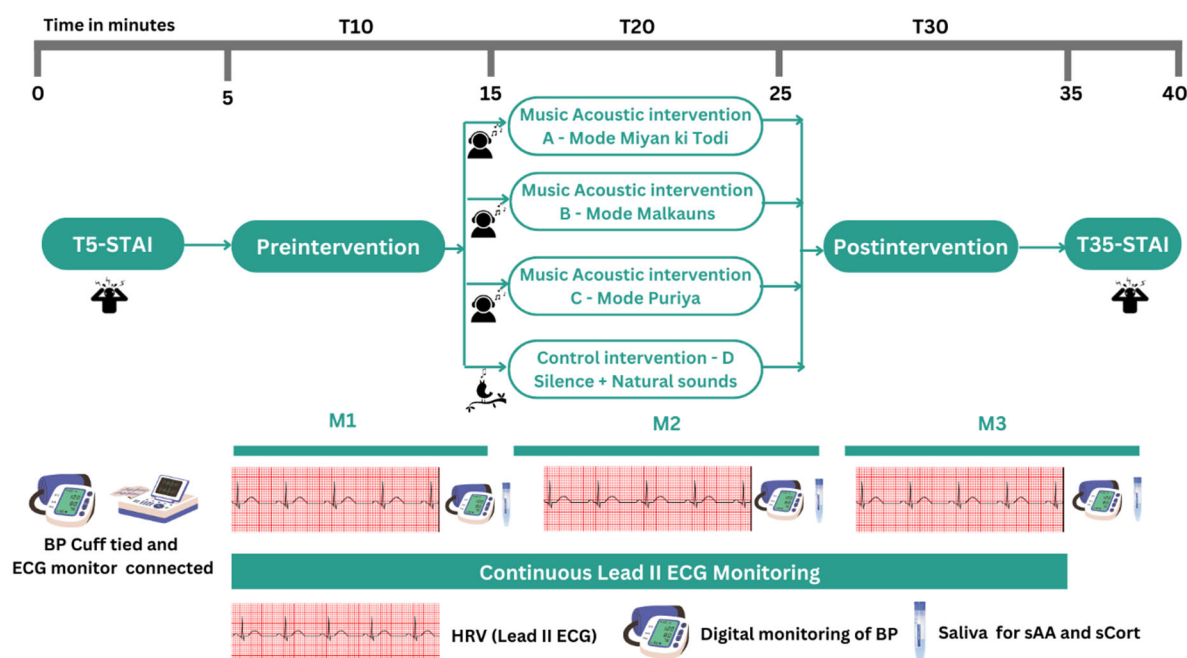 Time in minutes
T10
T20
T30
0
5
15
25
35
40
Music Acoustic intervention
A - Mode Miyan ki Todi
Music Acoustic intervention
B - Mode Malkauns
T5-STAI
Preintervention
Postintervention
T35-STAI
Music Acoustic intervention
C - Mode Puriya
Control intervention - D
Silence + Natural sounds
M1
M2
M3
BP Cuff tied and
ECG monitor connected
Continuous Lead II ECG Monitoring
HRV (Lead II ECG)
Digital monitoring of BP
Saliva for sAA and sCort